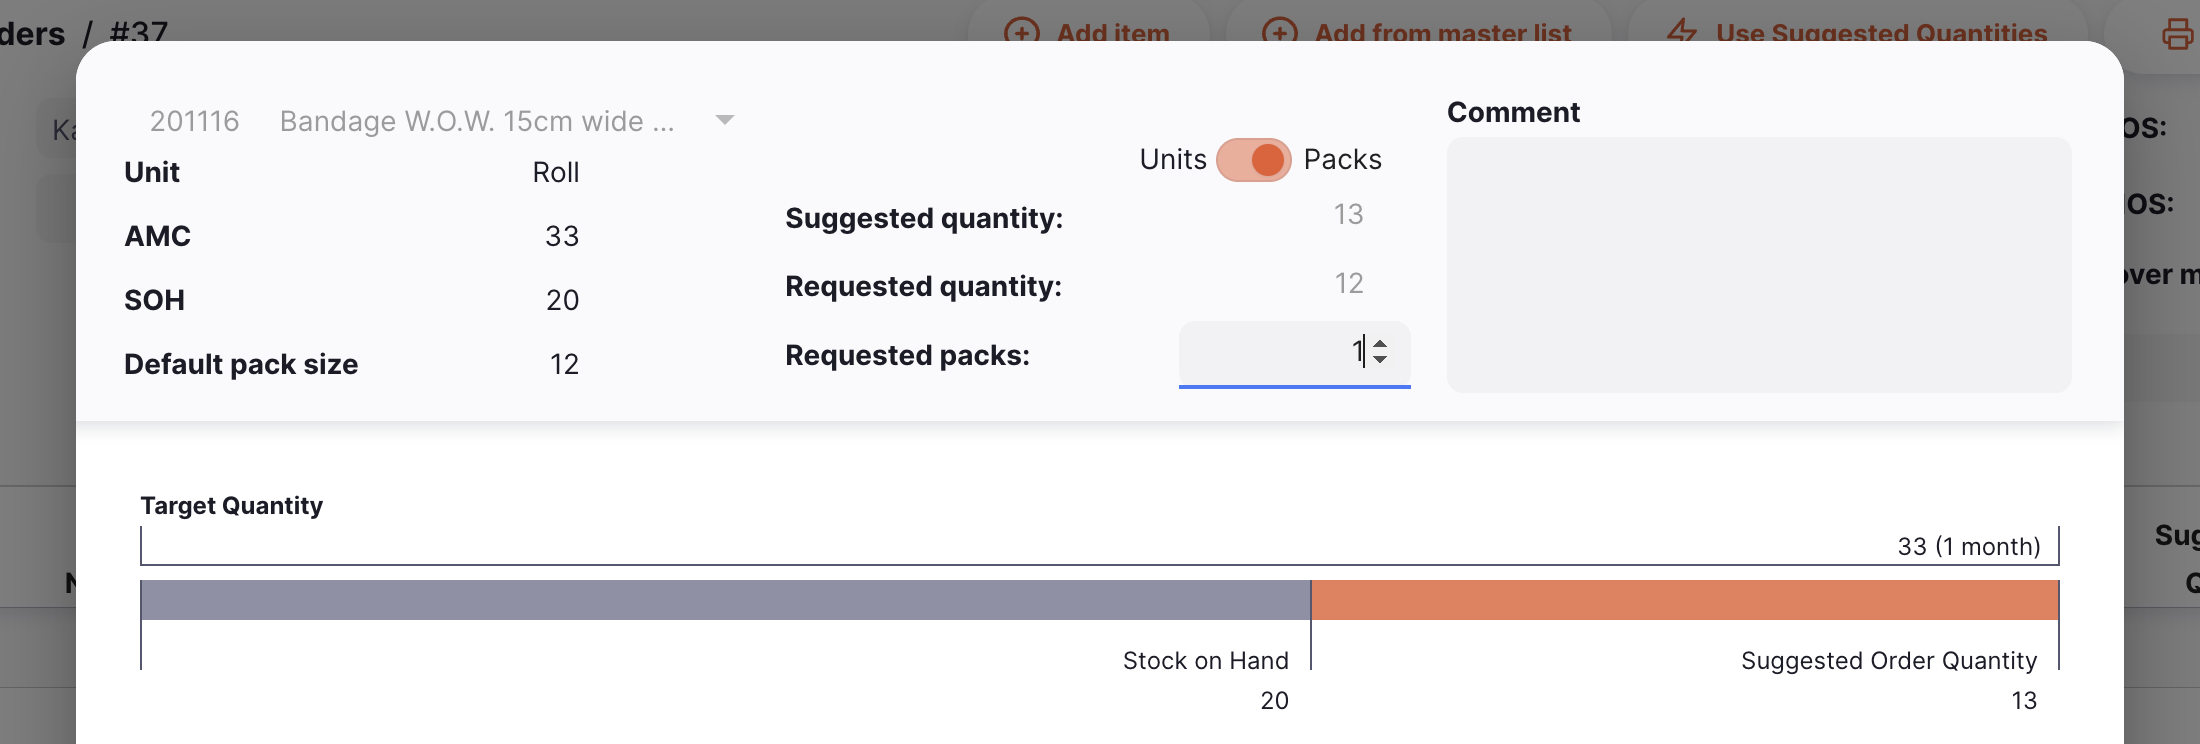 ders / #37
Add item
Add from master list
Use Suggested Quantities
201116 Bandage W.O.W. 15cm wide ...
Unit Roll
AMC 33
SOH 20
Default pack size 12
Units Packs
Suggested quantity: 13
Requested quantity: 12
Requested packs: 1
Comment
OS:
OS:
over m
Target Quantity
33 (1 month)
Stock on Hand
20
Suggested Order Quantity
13
Ka
N
Sug
Q